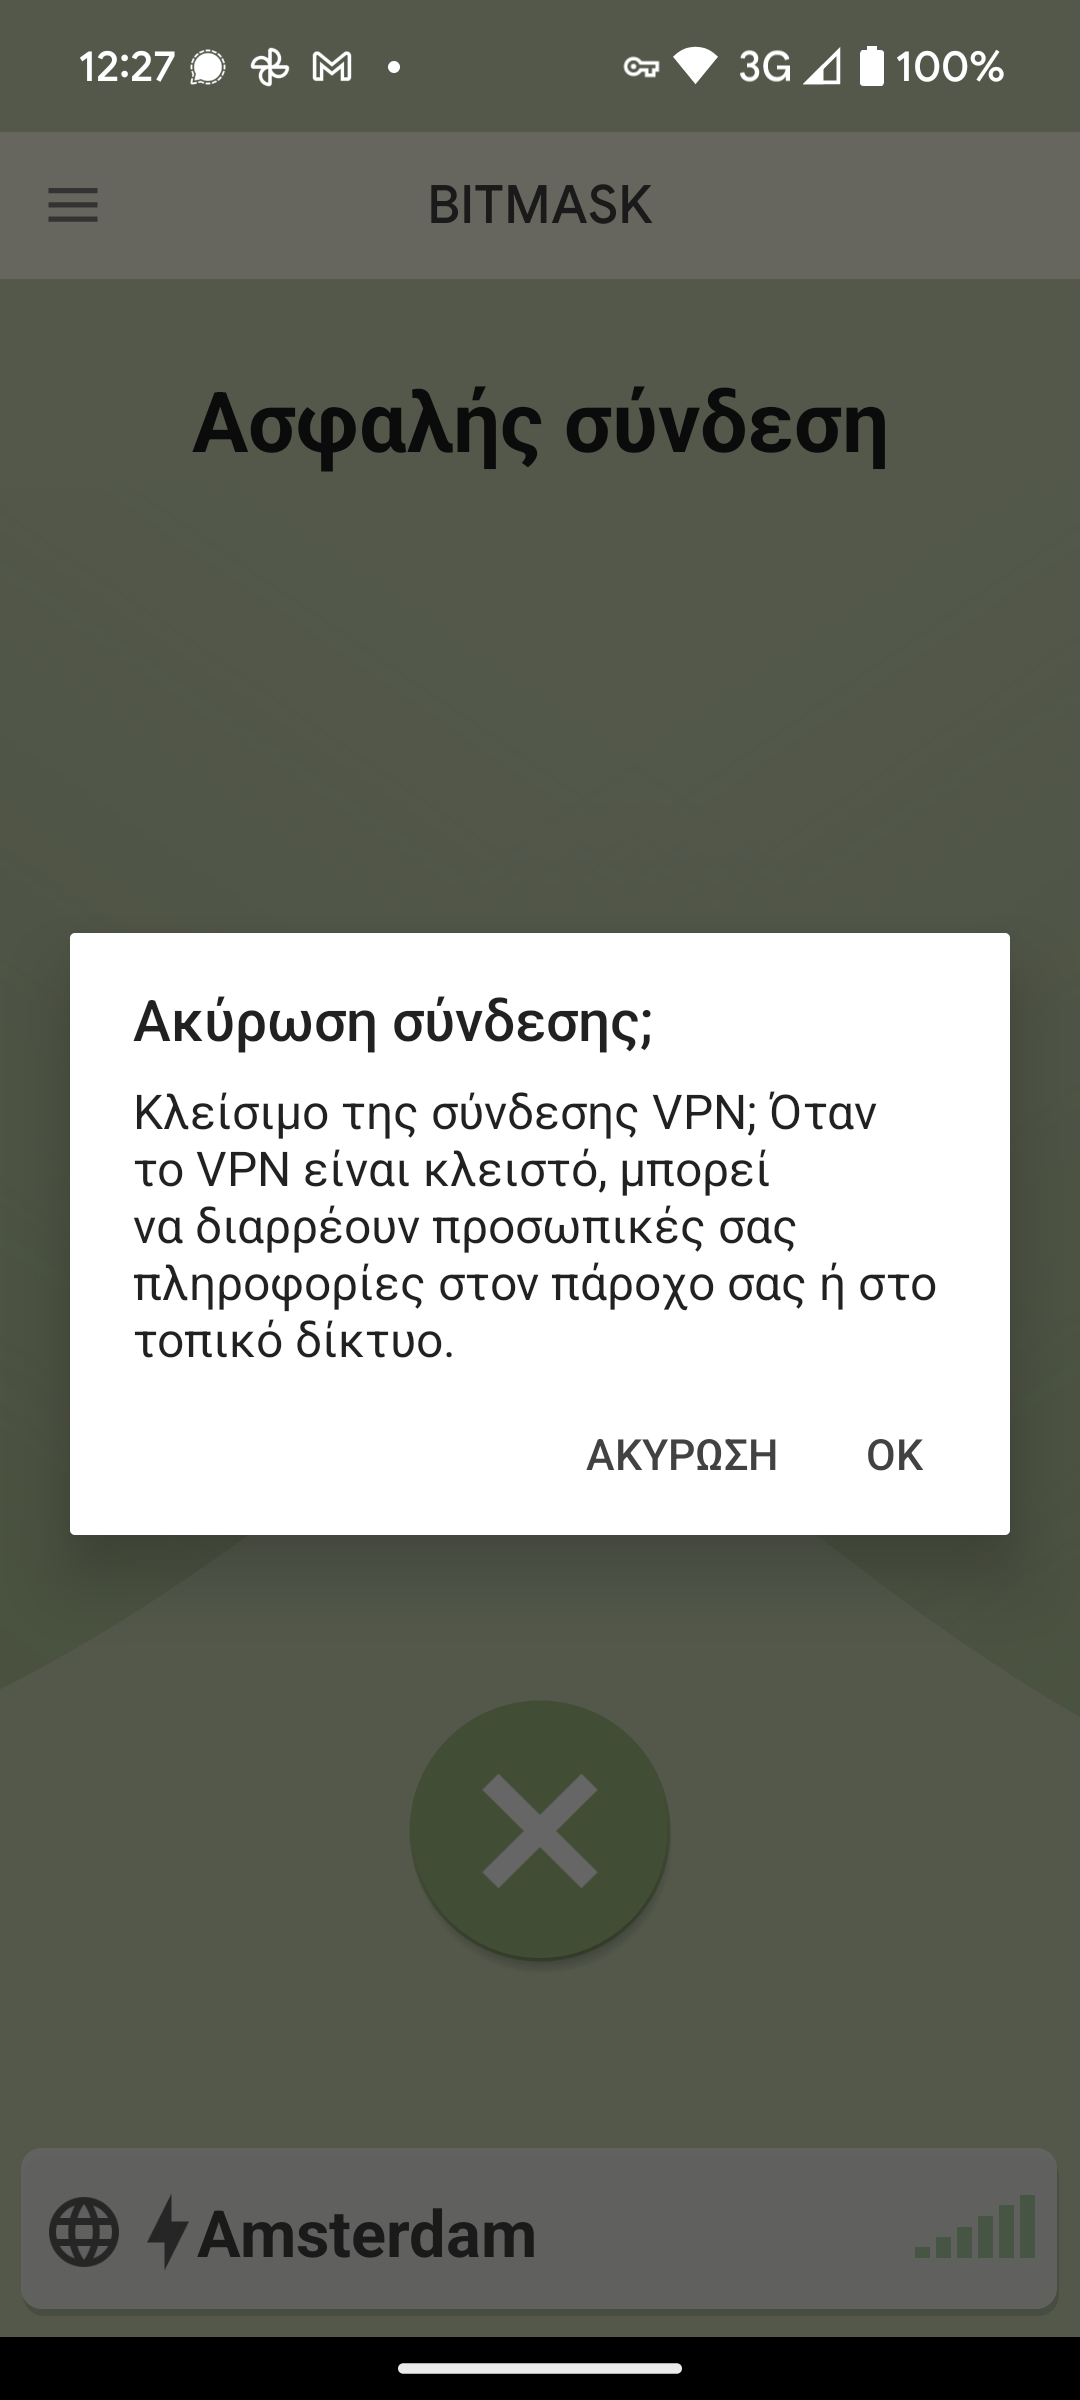 12:27
3G
100%
BITMASK
Ασφαλής σύνδεση
Ακύρωση σύνδεσης;
Κλείσιμο της σύνδεσης VPN; Όταν
το VPN είναι κλειστό, μπορεί
να διαρρέουν προσωπικές σας
πληροφορίες στον πάροχο σας ή στο
τοπικό δίκτυο.
ΑΚΥΡΩΣΗ
OK
Amsterdam